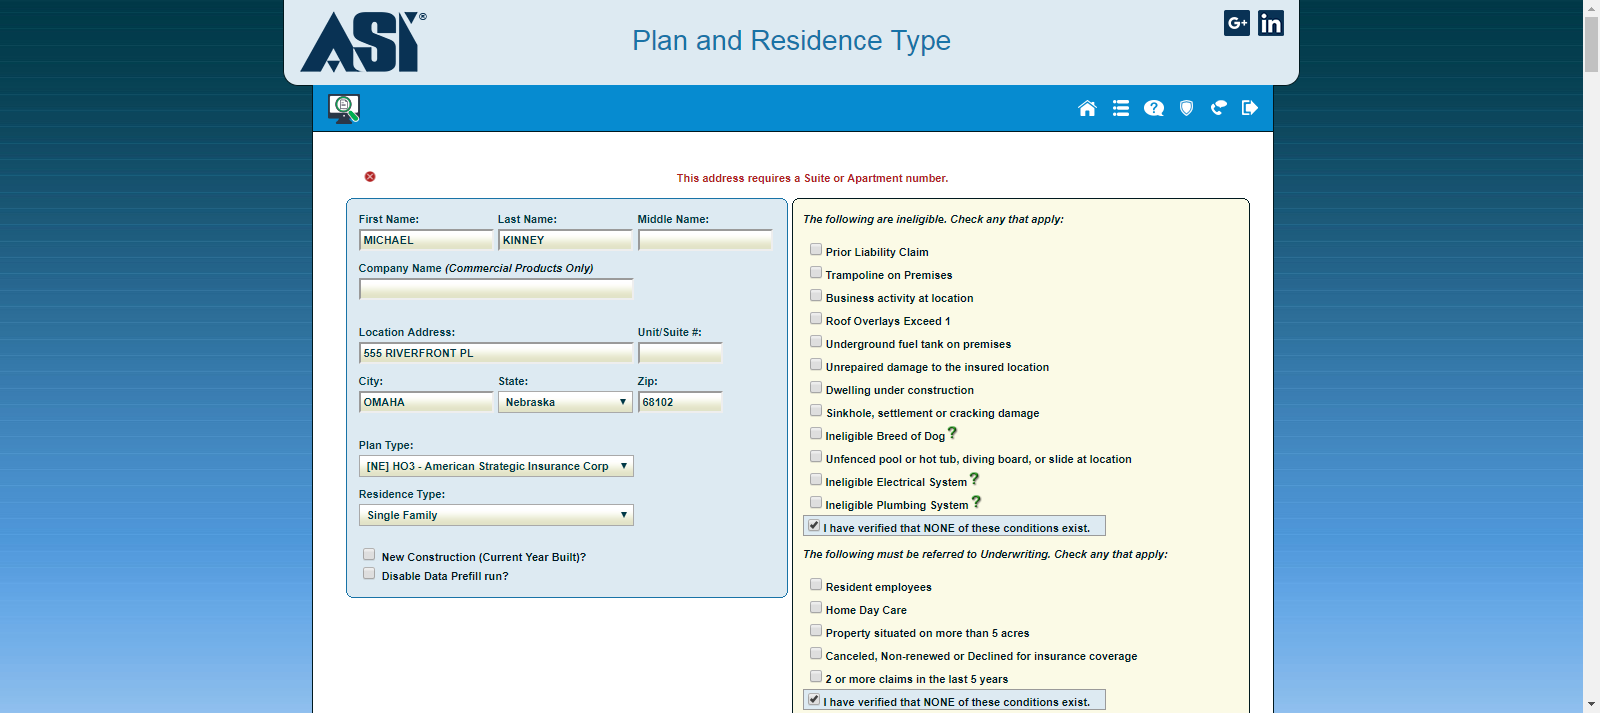 ASI®
Plan and Residence Type
G+ in
This address requires a Suite or Apartment number.
First Name: Last Name: Middle Name:
MICHAEL KINNEY
Company Name (Commercial Products Only)
Location Address: Unit/Suite #:
555 RIVERFRONT PL
City: State: Zip:
OMAHA Nebraska 68102
Plan Type:
[NE] HO3 - American Strategic Insurance Corp
Residence Type:
Single Family
New Construction (Current Year Built)?
Disable Data Prefill run?
The following are ineligible. Check any that apply:
Prior Liability Claim
Trampoline on Premises
Business activity at location
Roof Overlays Exceed 1
Underground fuel tank on premises
Unrepaired damage to the insured location
Dwelling under construction
Sinkhole, settlement or cracking damage
Ineligible Breed of Dog ?
Unfenced pool or hot tub, diving board, or slide at location
Ineligible Electrical System ?
Ineligible Plumbing System ?
I have verified that NONE of these conditions exist.
The following must be referred to Underwriting. Check any that apply:
Resident employees
Home Day Care
Property situated on more than 5 acres
Canceled, Non-renewed or Declined for insurance coverage
2 or more claims in the last 5 years
I have verified that NONE of these conditions exist.